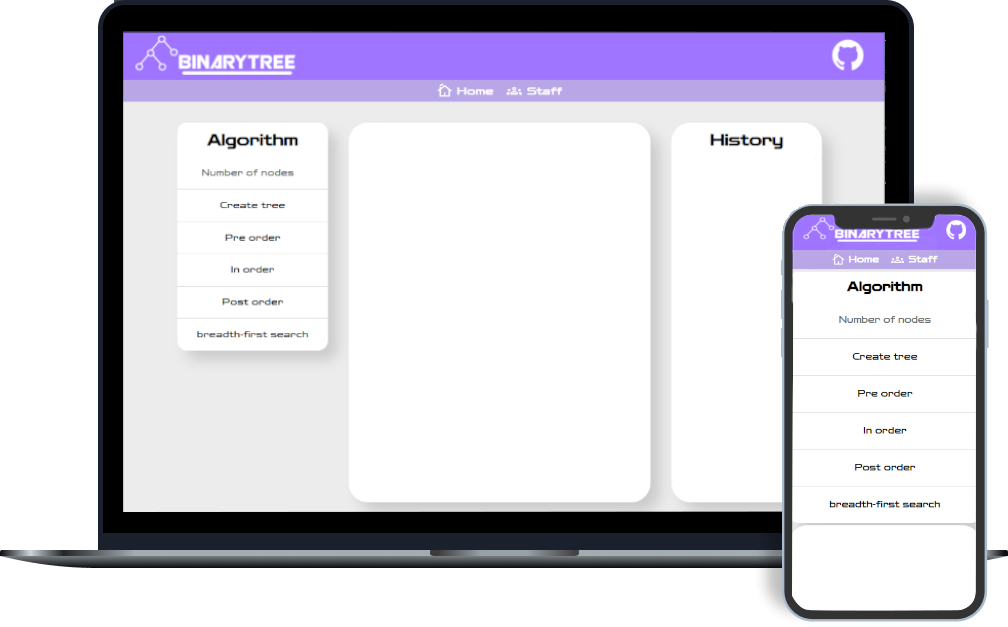 BINARYTREE
Home Staff
Algorithm
Number of nodes
Create tree
Pre order
In order
Post order
breadth-first search
History
BINARYTREE
Home Staff
Algorithm
Number of nodes
Create tree
Pre order
In order
Post order
breadth-first search